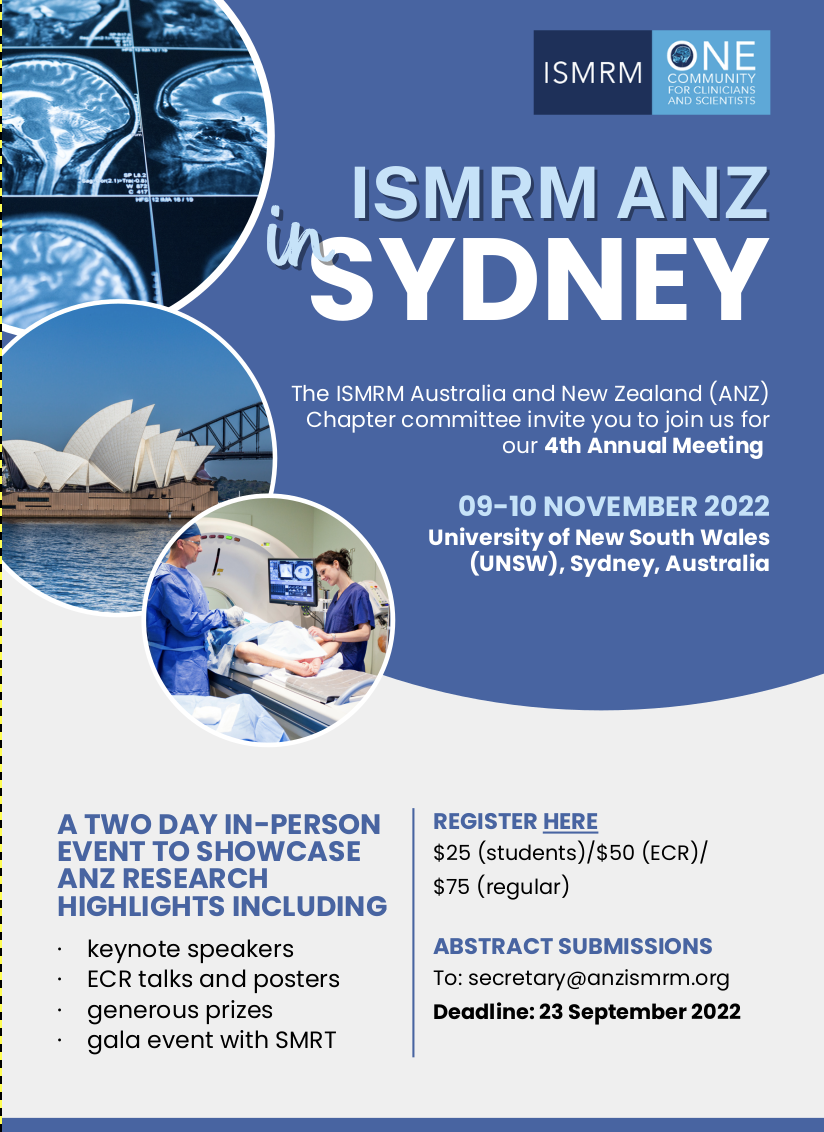 ISMRM
ONE
COMMUNITY
FOR CLINICIANS
AND SCIENTISTS
ISMRM ANZ
in
SYDNEY
The ISMRM Australia and New Zealand (ANZ)
Chapter committee invite you to join us for
our 4th Annual Meeting
09-10 NOVEMBER 2022
University of New South Wales
(UNSW), Sydney, Australia
A TWO DAY IN-PERSON
EVENT TO SHOWCASE
ANZ RESEARCH
HIGHLIGHTS INCLUDING
· keynote speakers
· ECR talks and posters
· generous prizes
· gala event with SMRT
REGISTER HERE
$25 (students)/$50 (ECR)/
$75 (regular)
ABSTRACT SUBMISSIONS
To: secretary@anzismrm.org
Deadline: 23 September 2022